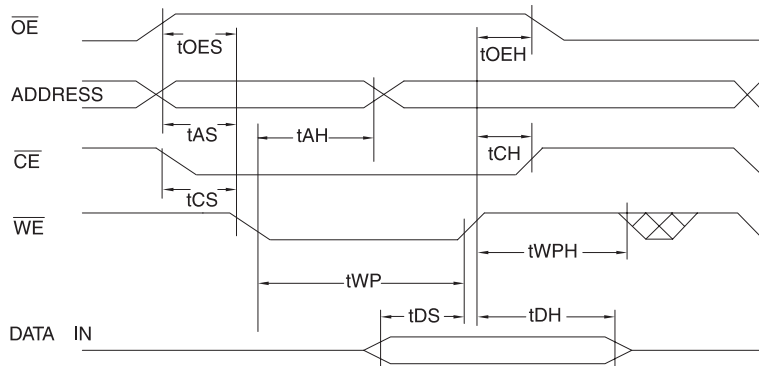 OE
tOES
tOEH
ADDRESS
tAS
tAH
tCH
CE
tCS
WE
tWPH
tWP
tDS
tDH
DATA IN